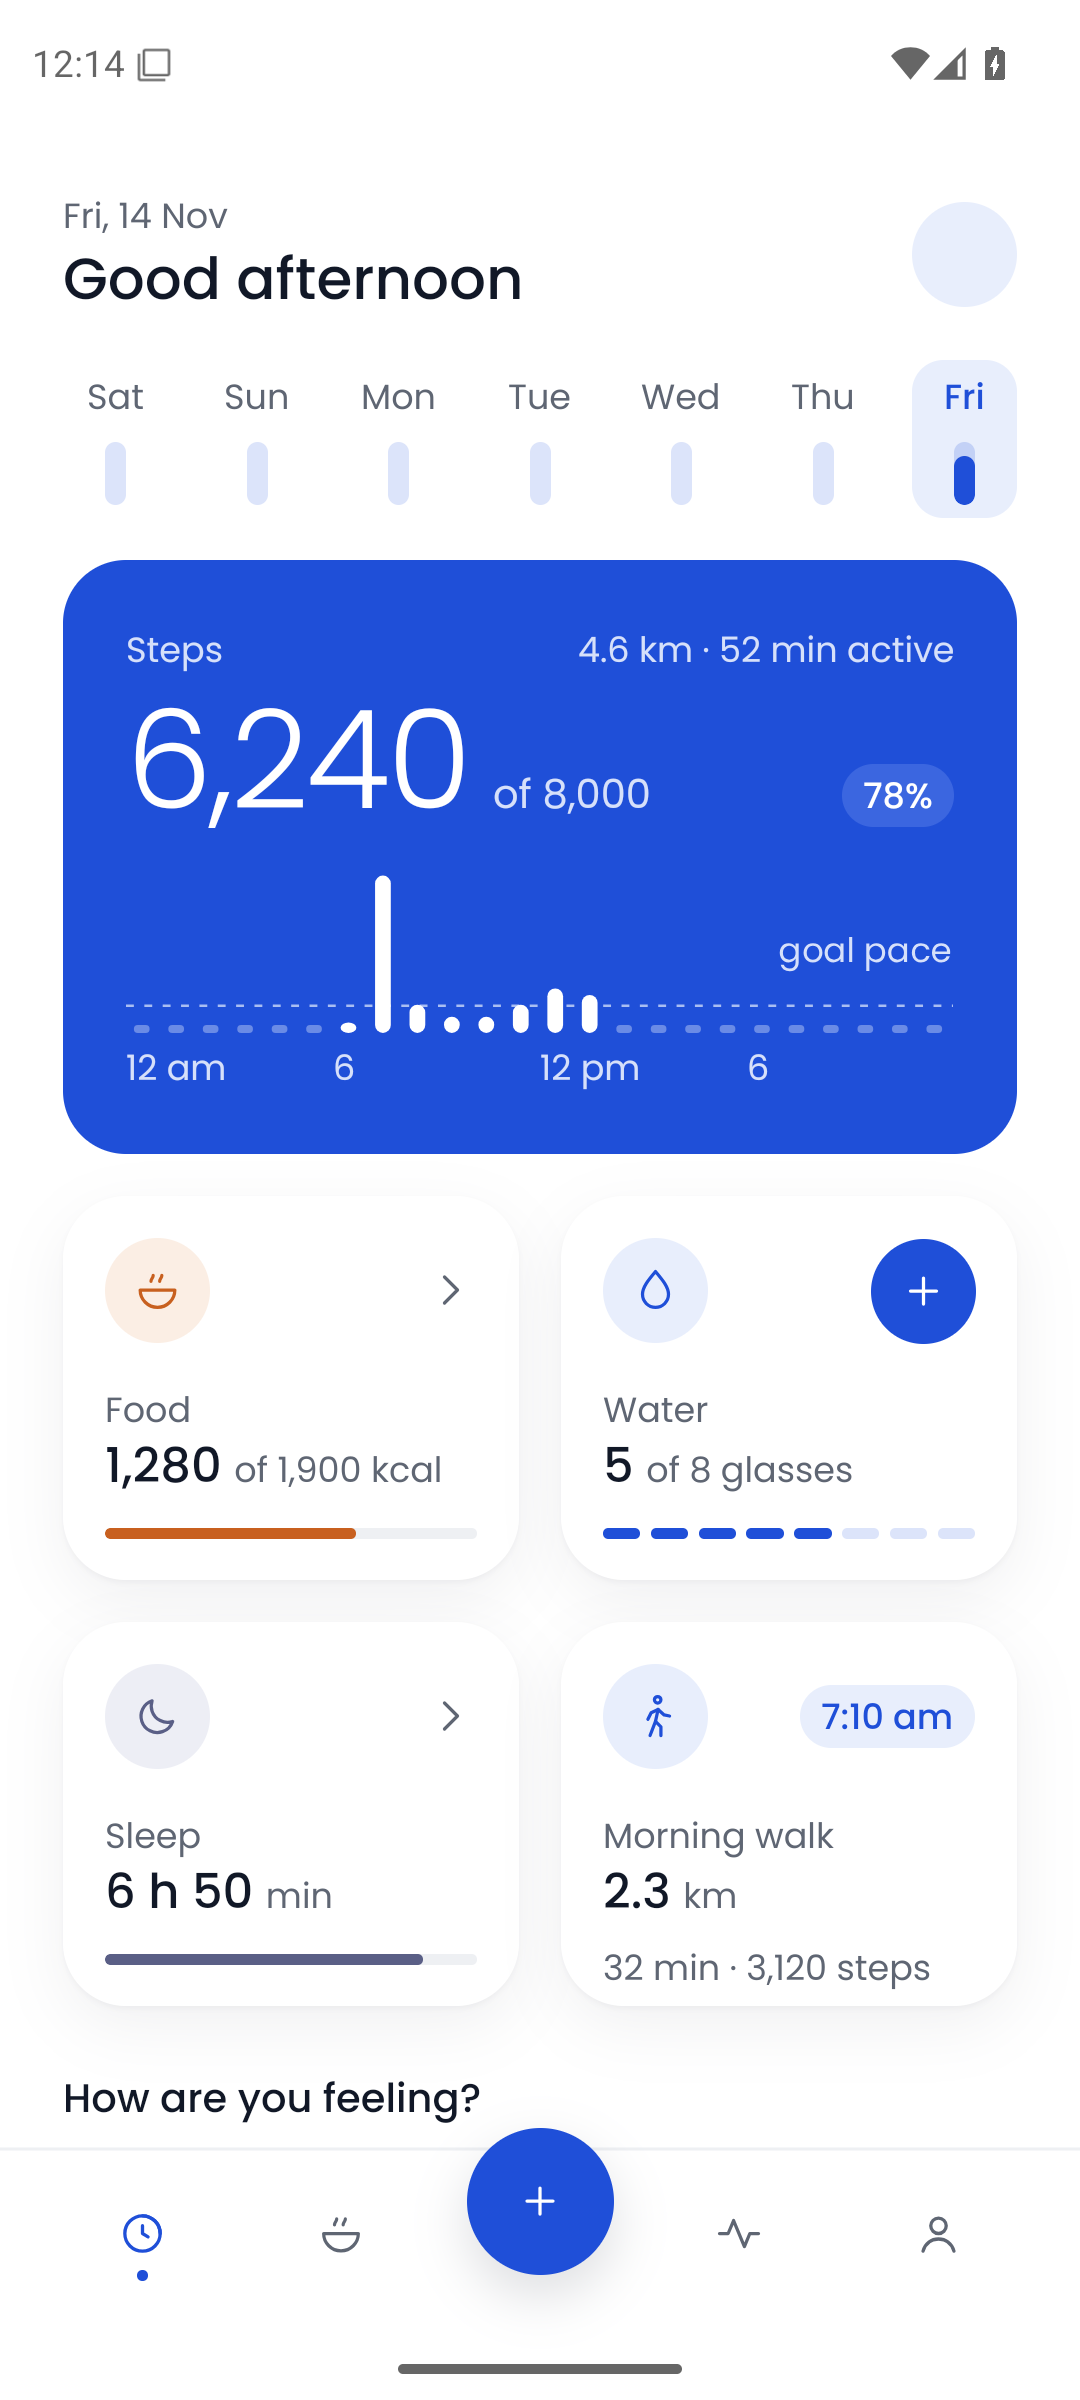 12:14
Fri, 14 Nov
Good afternoon
Sat Sun Mon Tue Wed Thu Fri
Steps 4.6 km · 52 min active
6,240 of 8,000 78%
goal pace
12 am 6 12 pm 6
Food
1,280 of 1,900 kcal
Water
5 of 8 glasses
Sleep
6 h 50 min
7:10 am
Morning walk
2.3 km
32 min · 3,120 steps
How are you feeling?